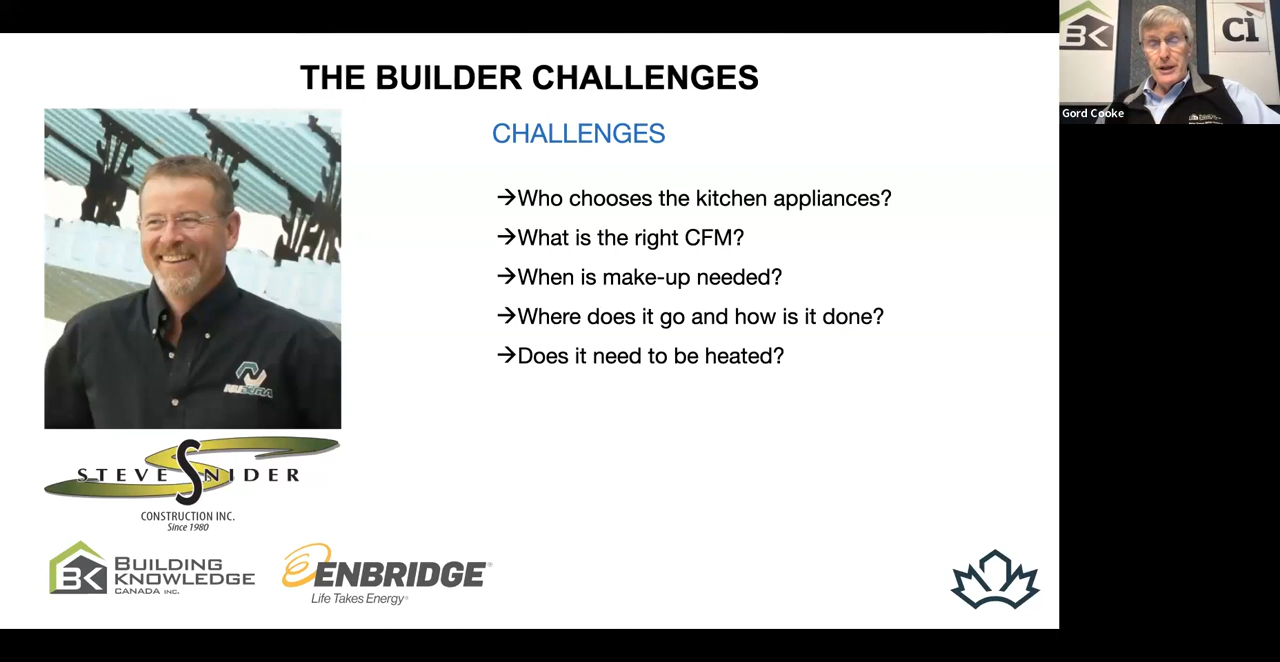 THE BUILDER CHALLENGES
CHALLENGES
→Who chooses the kitchen appliances?
→What is the right CFM?
→When is make-up needed?
→Where does it go and how is it done?
→Does it need to be heated?
STEVE SNIDER
CONSTRUCTION INC.
Since 1980
BK BUILDING
KNOWLEDGE
CANADA INC.
ENBRIDGE®
Life Takes Energy®
BK
ci
Gord Cooke